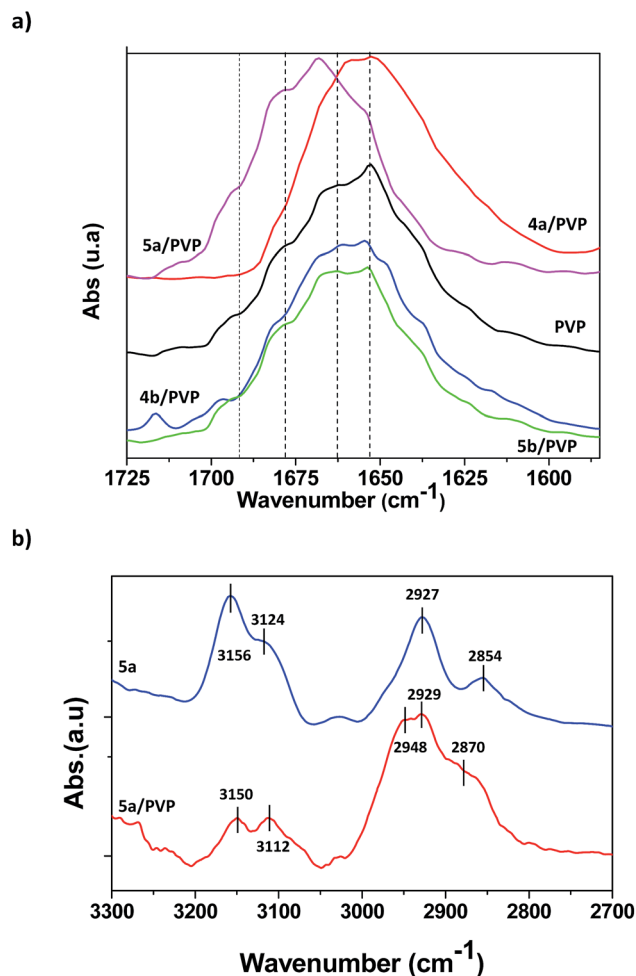 a)
5a/PVP
4a/PVP
PVP
4b/PVP
5b/PVP
Abs (u.a)
1725 1700 1675 1650 1625 1600
Wavenumber (cm-1)
b)
5a
3156
3124
2927
2854
5a/PVP
3150
3112
2948
2929
2870
Abs.(a.u)
3300 3200 3100 3000 2900 2800 2700
Wavenumber (cm-1)